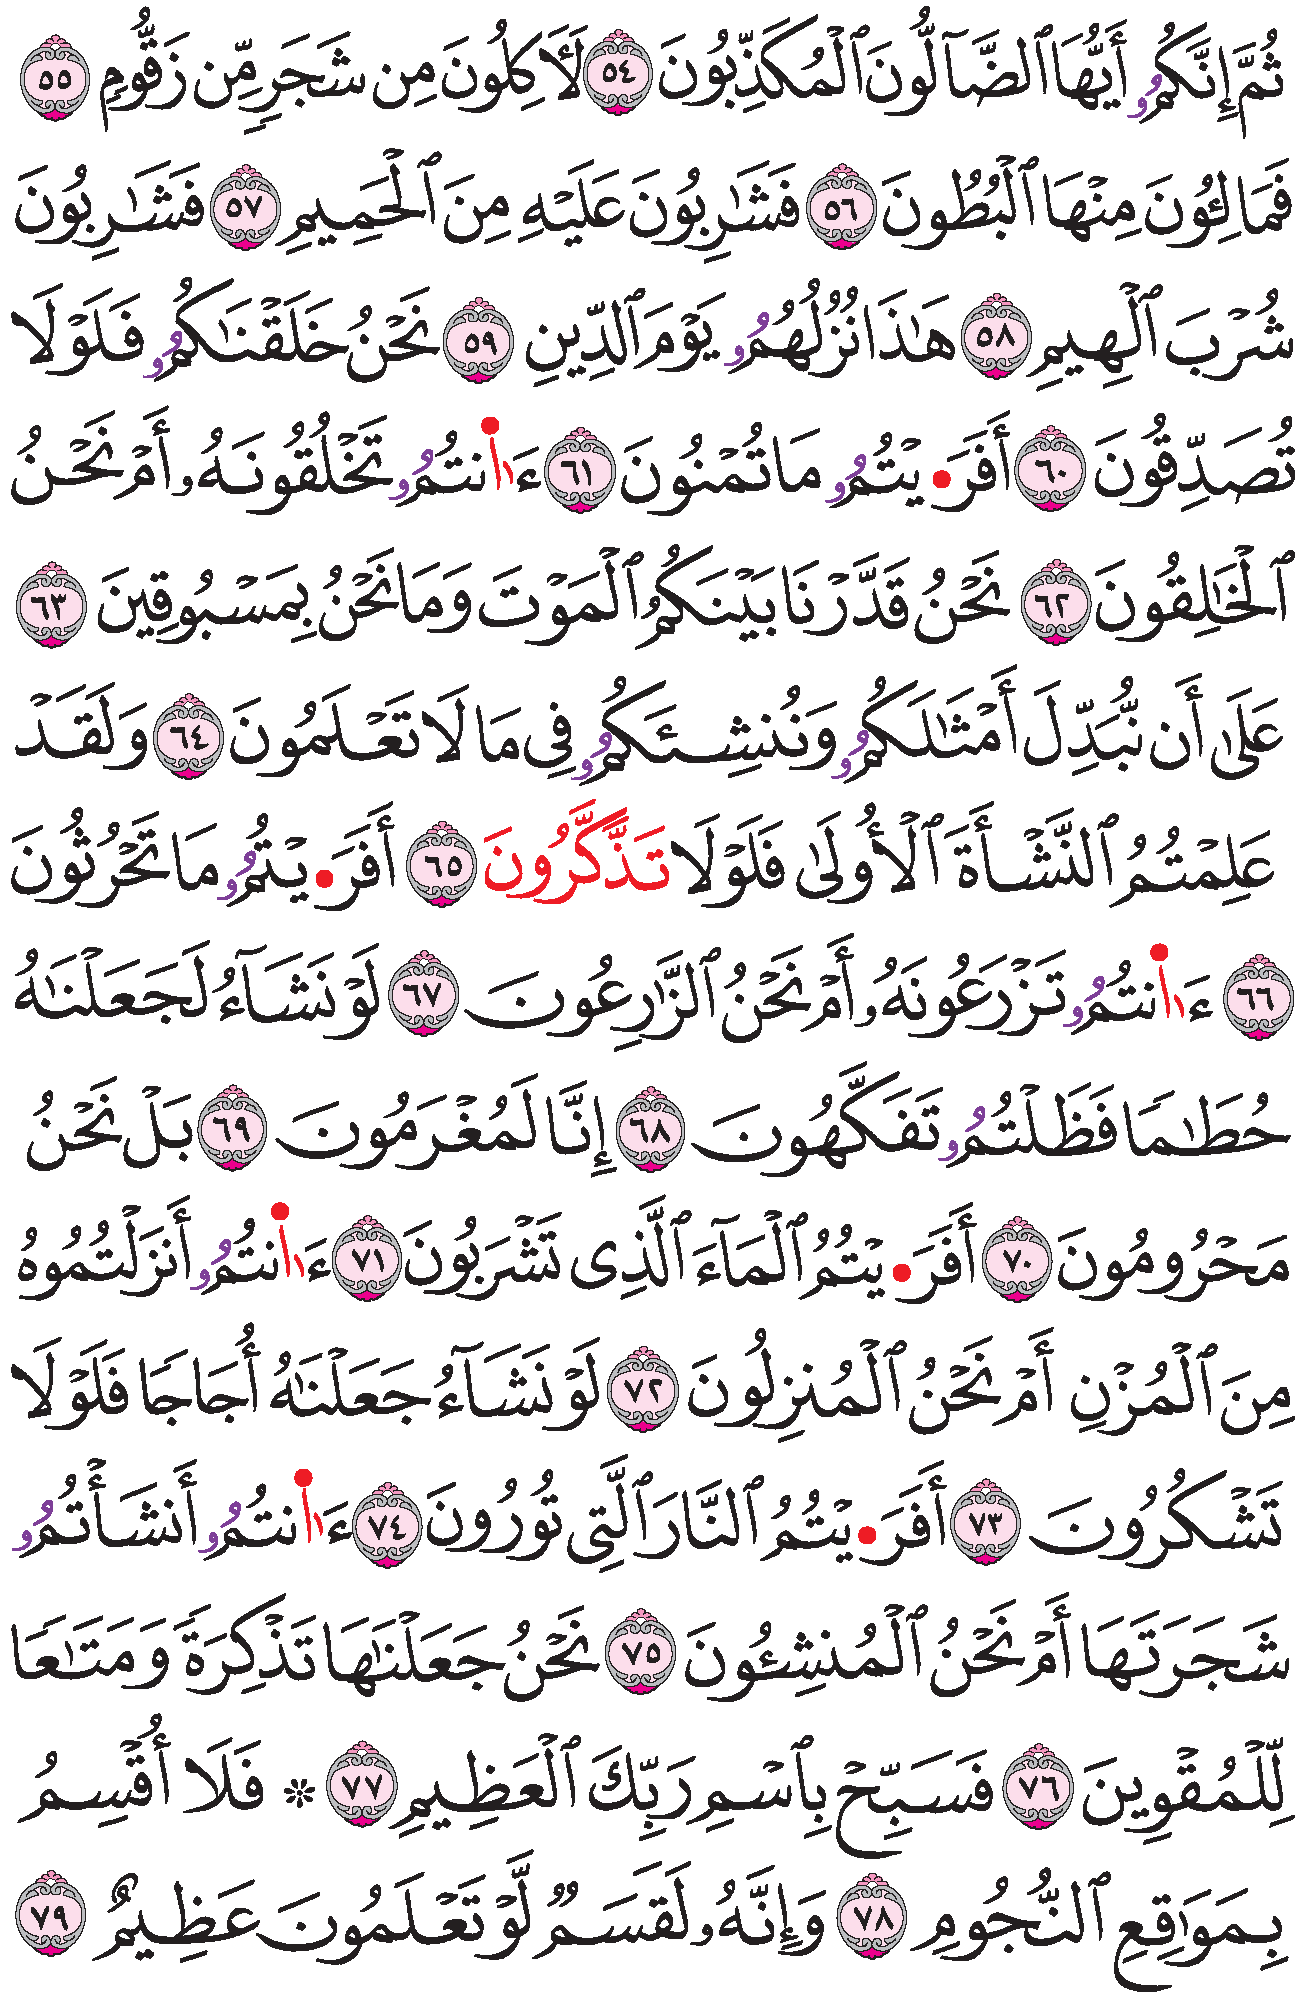 ثُمَّ إِنَّكُمُۥٓ أَيُّهَا ٱلضَّآلُّونَ ٱلْمُكَذِّبُونَ ٥٤ لَأٓكِلُونَ مِن شَجَرٍ مِّن زَقُّومٍ ٥٥
فَمَالِـُٔونَ مِنْهَا ٱلْبُطُونَ ٥٦ فَشَٰرِبُونَ عَلَيْهِ مِنَ ٱلْحَمِيمِ ٥٧ فَشَٰرِبُونَ
شُرْبَ ٱلْهِيمِ ٥٨ هَٰذَا نُزُلُهُمُۥ يَوْمَ ٱلدِّينِ ٥٩ نَحْنُ خَلَقْنَٰكُمُۥ فَلَوْلَا
تُصَدِّقُونَ ٦٠ أَفَرَ•يْتُمُۥ مَا تُمْنُونَ ٦١ ءَا۬نتُمُۥ تَخْلُقُونَهُۥ أَمْ نَحْنُ
ٱلْخَٰلِقُونَ ٦٢ نَحْنُ قَدَّرْنَا بَيْنَكُمُ ٱلْمَوْتَ وَمَا نَحْنُ بِمَسْبُوقِينَ ٦٣
عَلَىٰ أَن نُّبَدِّلَ أَمْثَٰلَكُمُۥ وَنُنشِئَكُمُۥ فِى مَا لَا تَعْلَمُونَ ٦٤ وَلَقَدْ
عَلِمْتُمُ ٱلنَّشْأَةَ ٱلْأُولَىٰ فَلَوْلَا تَذَّكَّرُونَ ٦٥ أَفَرَ•يْتُمُۥ مَا تَحْرُثُونَ
٦٦ ءَا۬نتُمُۥ تَزْرَعُونَهُۥ أَمْ نَحْنُ ٱلزَّٰرِعُونَ ٦٧ لَوْ نَشَآءُ لَجَعَلْنَٰهُ
حُطَٰمًا فَظَلْتُمُۥ تَفَكَّهُونَ ٦٨ إِنَّا لَمُغْرَمُونَ ٦٩ بَلْ نَحْنُ
مَحْرُومُونَ ٧٠ أَفَرَ•يْتُمُ ٱلْمَآءَ ٱلَّذِى تَشْرَبُونَ ٧١ ءَا۬نتُمُۥ أَنزَلْتُمُوهُ
مِنَ ٱلْمُزْنِ أَمْ نَحْنُ ٱلْمُنزِلُونَ ٧٢ لَوْ نَشَآءُ جَعَلْنَٰهُ أُجَاجًا فَلَوْلَا
تَشْكُرُونَ ٧٣ أَفَرَ•يْتُمُ ٱلنَّارَ ٱلَّتِى تُورُونَ ٧٤ ءَا۬نتُمُۥ أَنشَأْتُمُۥ
شَجَرَتَهَا أَمْ نَحْنُ ٱلْمُنشِـُٔونَ ٧٥ نَحْنُ جَعَلْنَٰهَا تَذْكِرَةً وَمَتَٰعًا
لِّلْمُقْوِينَ ٧٦ فَسَبِّحْ بِٱسْمِ رَبِّكَ ٱلْعَظِيمِ ٧٧ ۞ فَلَا أُقْسِمُ
بِمَوَٰقِعِ ٱلنُّجُومِ ٧٨ وَإِنَّهُۥ لَقَسَمٌ لَّوْ تَعْلَمُونَ عَظِيمٌ ٧٩